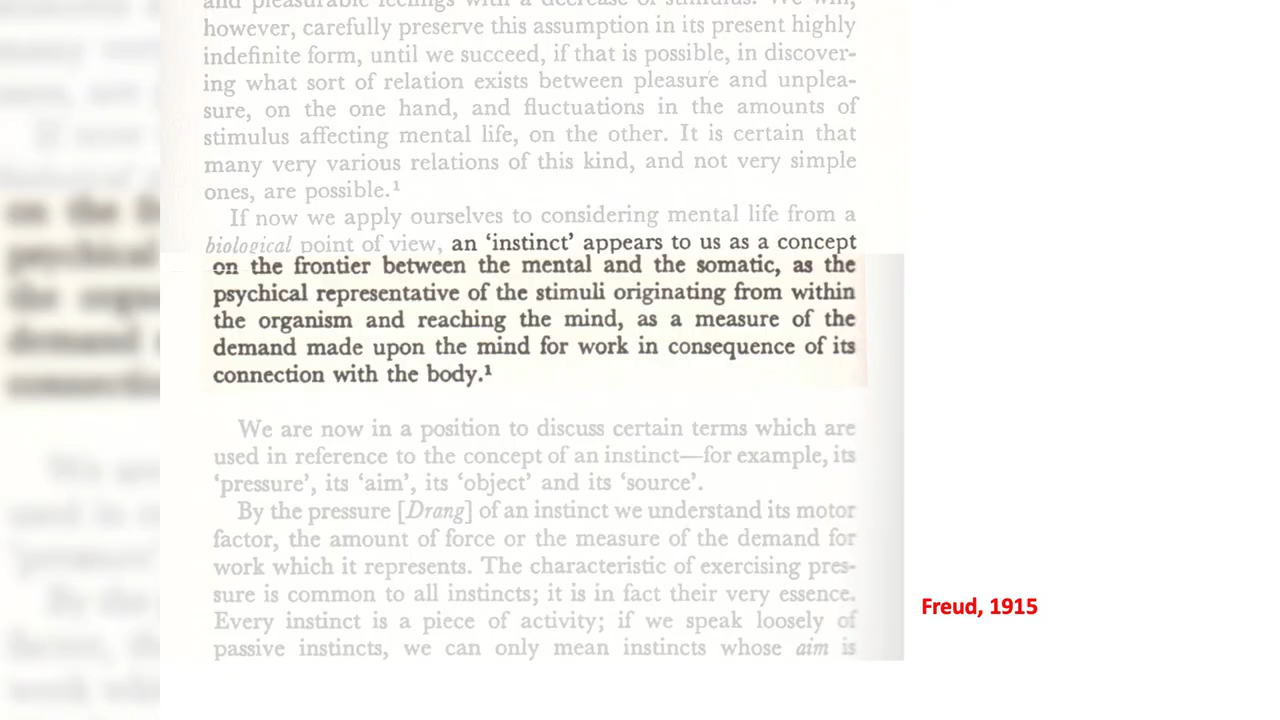 and pleasurable feelings with a decrease of stimulus. We will,
however, carefully preserve this assumption in its present highly
indefinite form, until we succeed, if that is possible, in discover-
ing what sort of relation exists between pleasure and unplea-
sure, on the one hand, and fluctuations in the amounts of
stimulus affecting mental life, on the other. It is certain that
many very various relations of this kind, and not very simple
ones, are possible.¹
If now we apply ourselves to considering mental life from a
biological point of view, an ‘instinct’ appears to us as a concept
on the frontier between the mental and the somatic, as the
psychical representative of the stimuli originating from within
the organism and reaching the mind, as a measure of the
demand made upon the mind for work in consequence of its
connection with the body.¹
We are now in a position to discuss certain terms which are
used in reference to the concept of an instinct—for example, its
‘pressure’, its ‘aim’, its ‘object’ and its ‘source’.
By the pressure [Drang] of an instinct we understand its motor
factor, the amount of force or the measure of the demand for
work which it represents. The characteristic of exercising pres-
sure is common to all instincts; it is in fact their very essence.
Every instinct is a piece of activity; if we speak loosely of
passive instincts, we can only mean instincts whose aim is
Freud, 1915